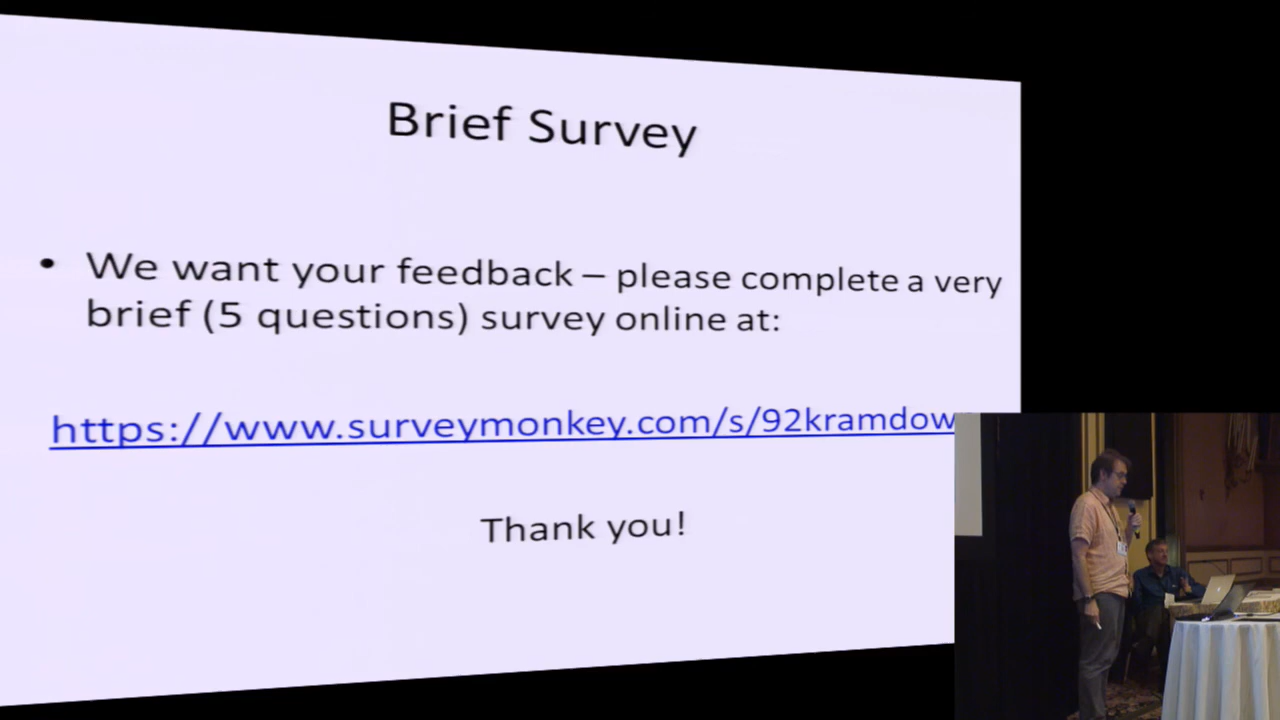 Brief Survey
• We want your feedback – please complete a very
brief (5 questions) survey online at:
https://www.surveymonkey.com/s/92kramdow
Thank you!